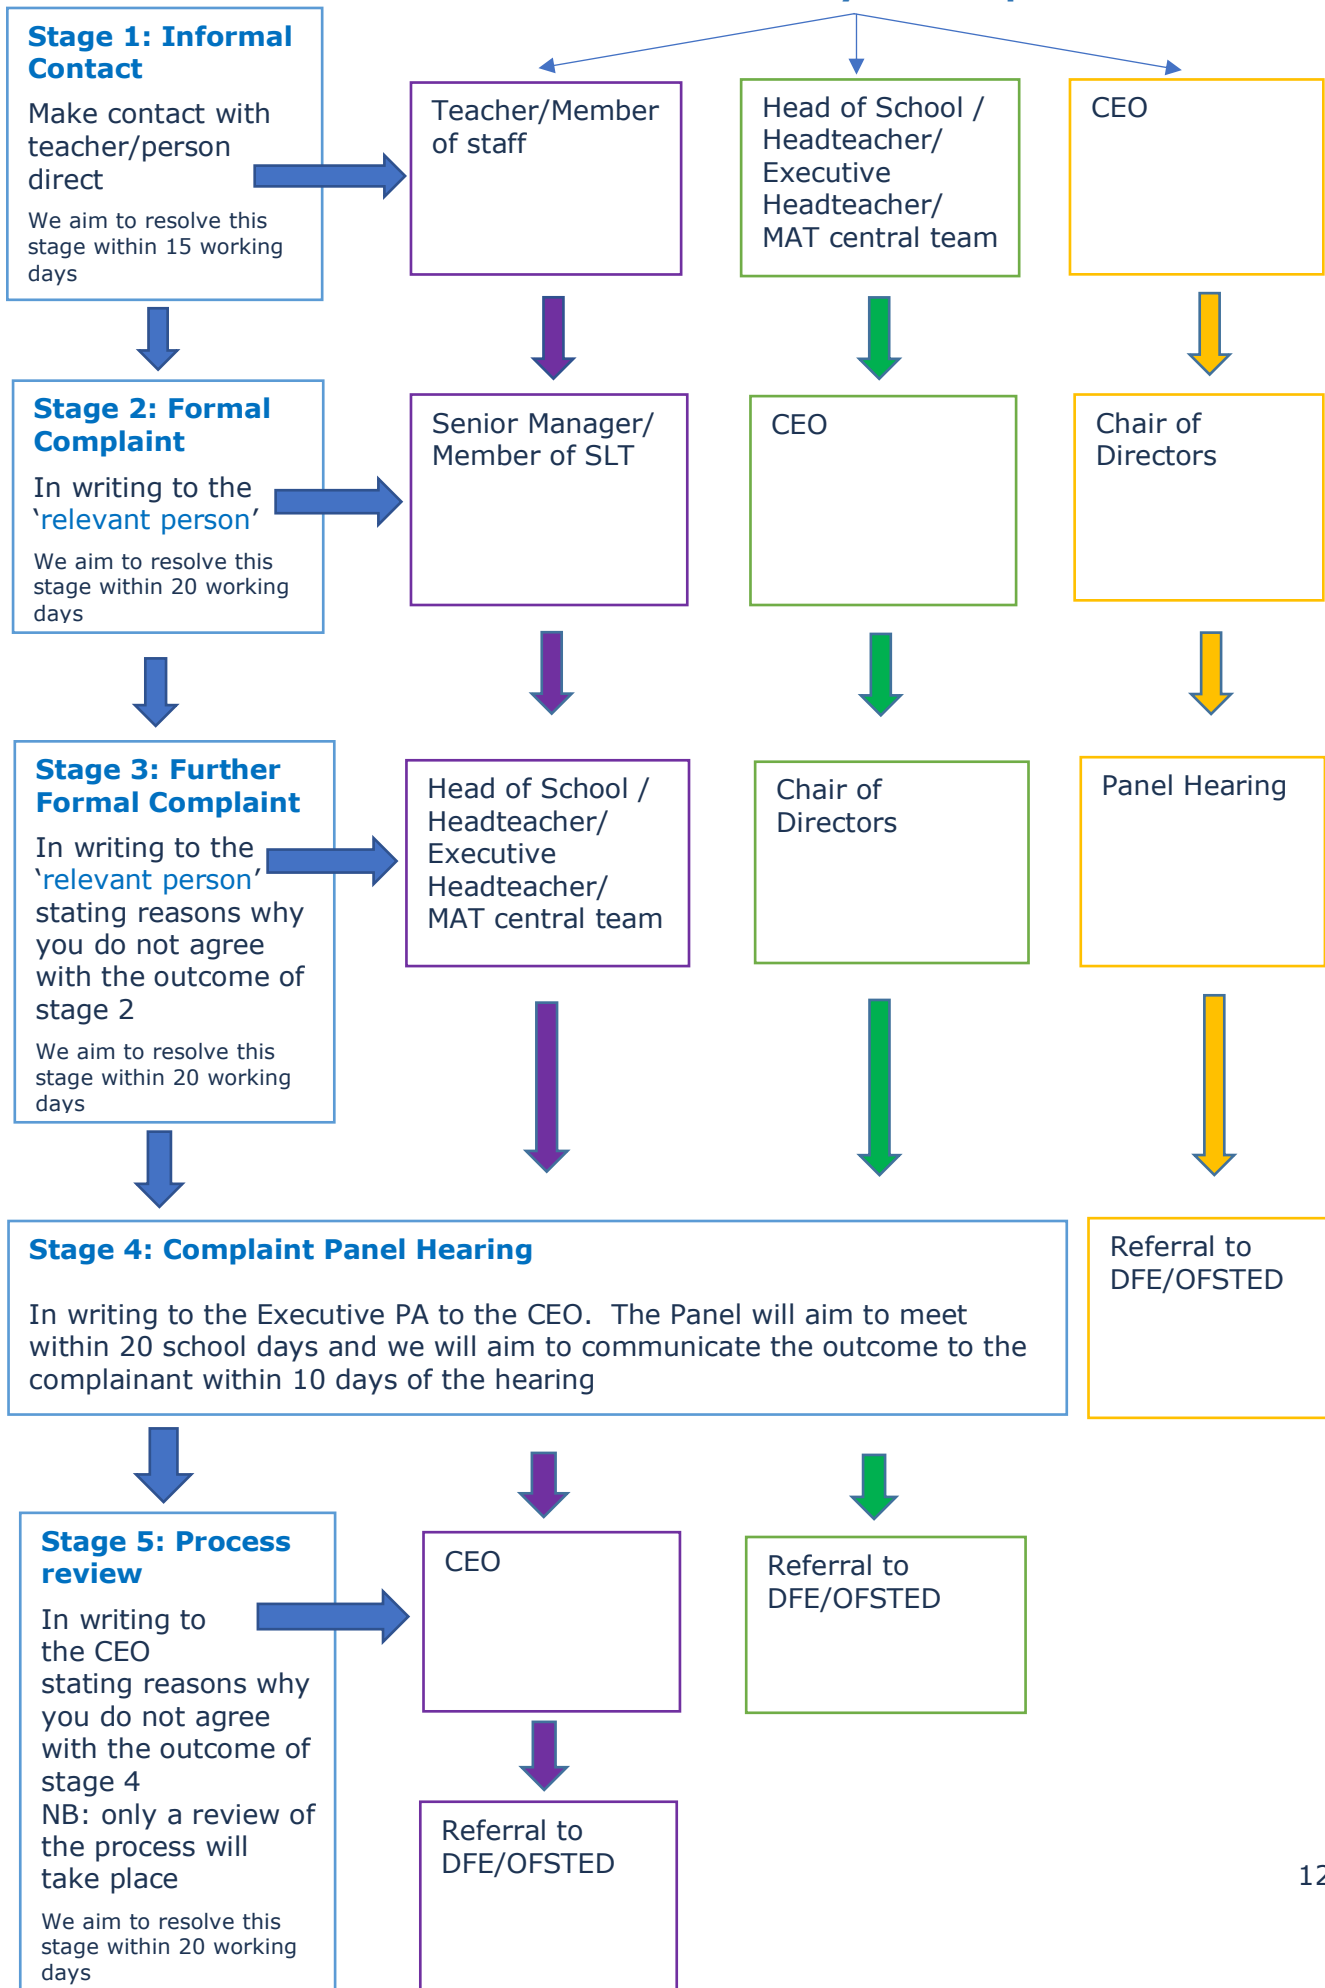 Stage 1: Informal
Contact
Make contact with
teacher/person
direct
We aim to resolve this
stage within 15 working
days
Teacher/Member
of staff
Head of School /
Headteacher/
Executive
Headteacher/
MAT central team
CEO
Stage 2: Formal
Complaint
In writing to the
‘relevant person’
We aim to resolve this
stage within 20 working
days
Senior Manager/
Member of SLT
CEO
Chair of
Directors
Stage 3: Further
Formal Complaint
In writing to the
‘relevant person’
stating reasons why
you do not agree
with the outcome of
stage 2
We aim to resolve this
stage within 20 working
days
Head of School /
Headteacher/
Executive
Headteacher/
MAT central team
Chair of
Directors
Panel Hearing
Stage 4: Complaint Panel Hearing
In writing to the Executive PA to the CEO. The Panel will aim to meet
within 20 school days and we will aim to communicate the outcome to the
complainant within 10 days of the hearing
Referral to
DFE/OFSTED
Stage 5: Process
review
In writing to
the CEO
stating reasons why
you do not agree
with the outcome of
stage 4
NB: only a review of
the process will
take place
We aim to resolve this
stage within 20 working
days
CEO
Referral to
DFE/OFSTED
Referral to
DFE/OFSTED
12